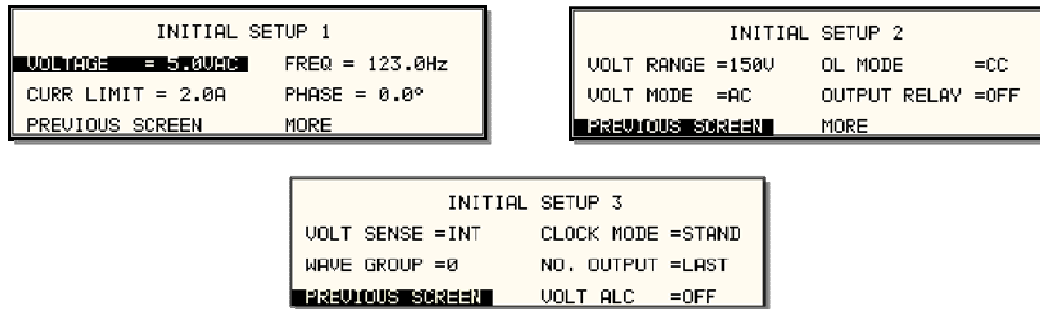 INITIAL SETUP 1
VOLTAGE = 5.0VAC FREQ = 123.0Hz
CURR LIMIT = 2.0A PHASE = 0.0°
PREVIOUS SCREEN MORE
INITIAL SETUP 2
VOLT RANGE =150V OL MODE =CC
VOLT MODE =AC OUTPUT RELAY =OFF
PREVIOUS SCREEN MORE
INITIAL SETUP 3
VOLT SENSE =INT CLOCK MODE =STAND
WAVE GROUP =0 NO. OUTPUT =LAST
PREVIOUS SCREEN VOLT ALC =OFF